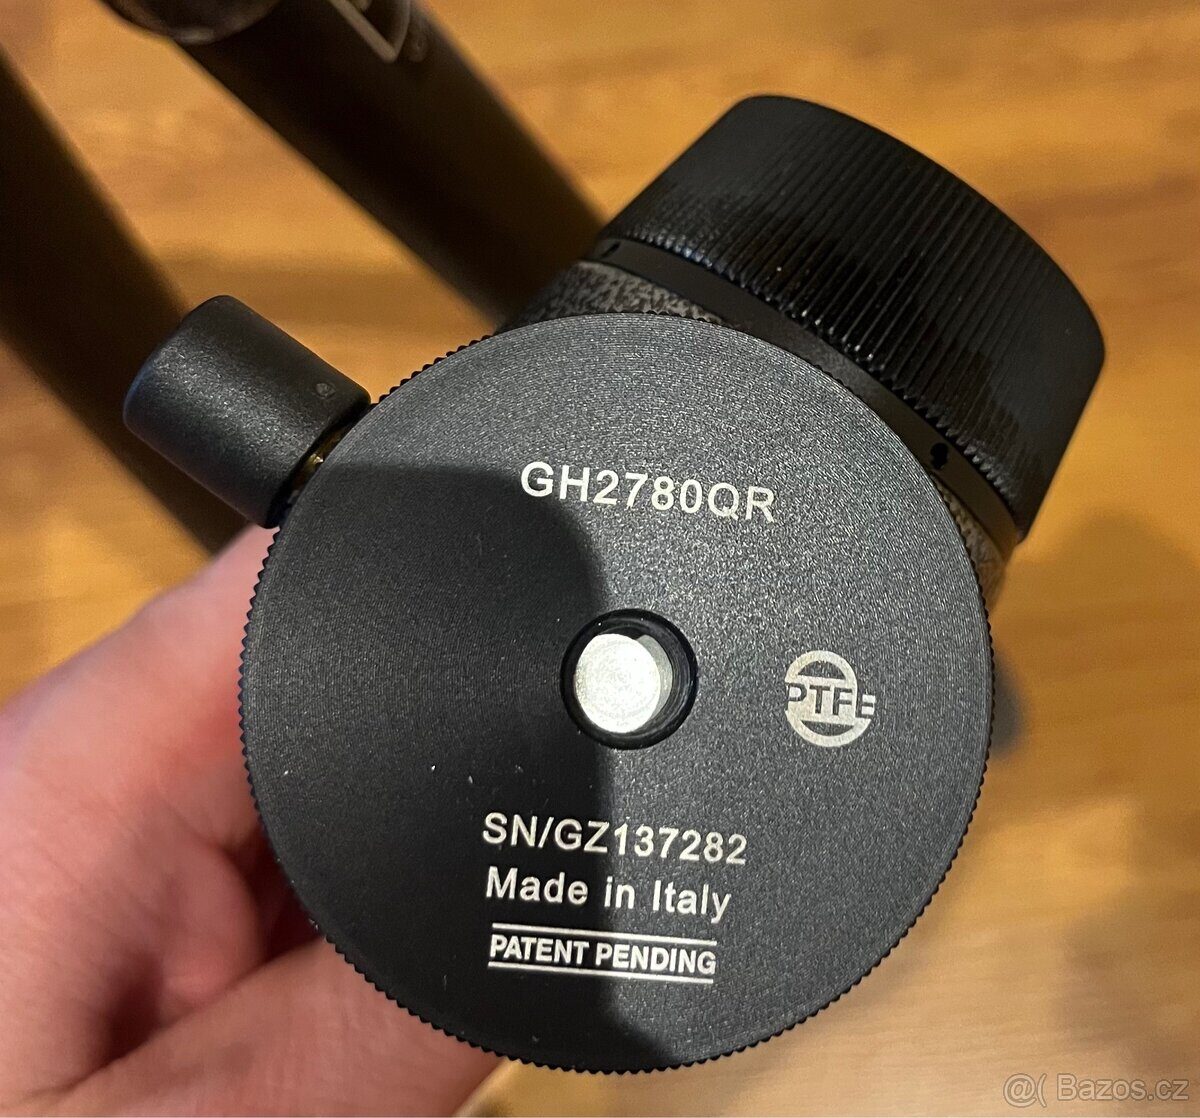 GH2780QR
PTFE
SN/GZ137282
Made in Italy
PATENT PENDING
@( Bazos.cz